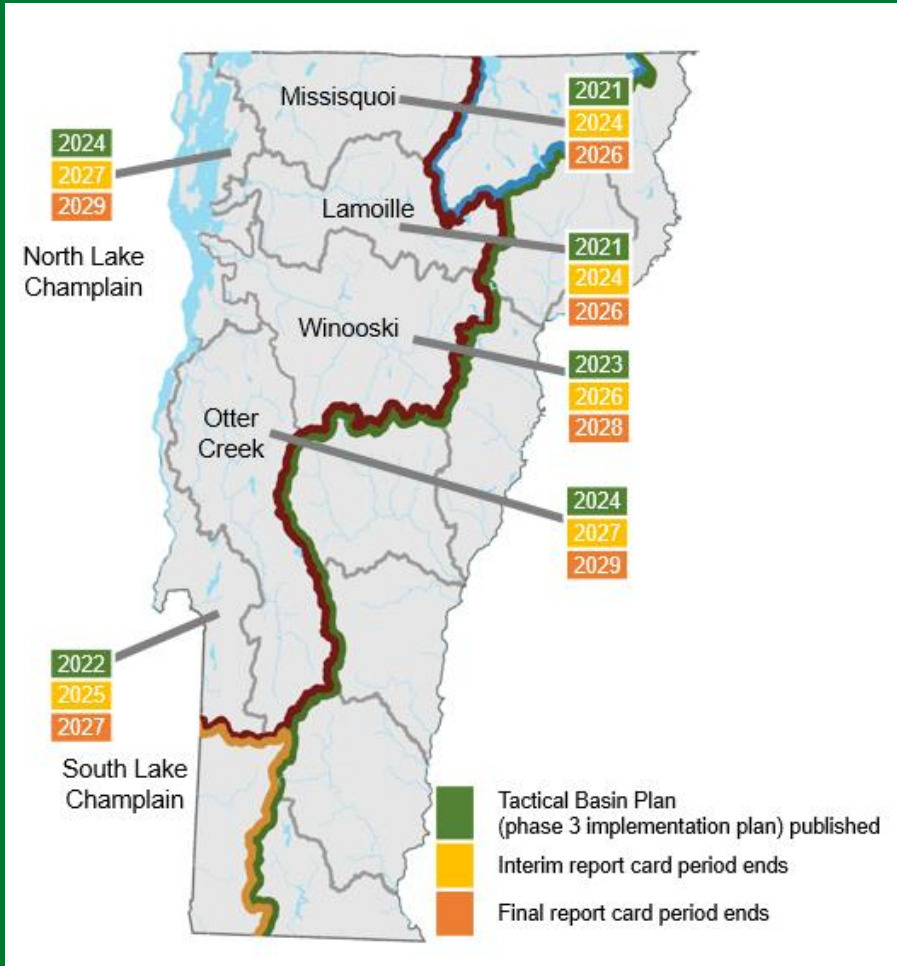 Missisquoi
2021
2024
2026
2024
2027
2029
North Lake
Champlain
Lamoille
2021
2024
2026
Winooski
2023
2026
2028
Otter
Creek
2024
2027
2029
2022
2025
2027
South Lake
Champlain
Tactical Basin Plan
(phase 3 implementation plan) published
Interim report card period ends
Final report card period ends